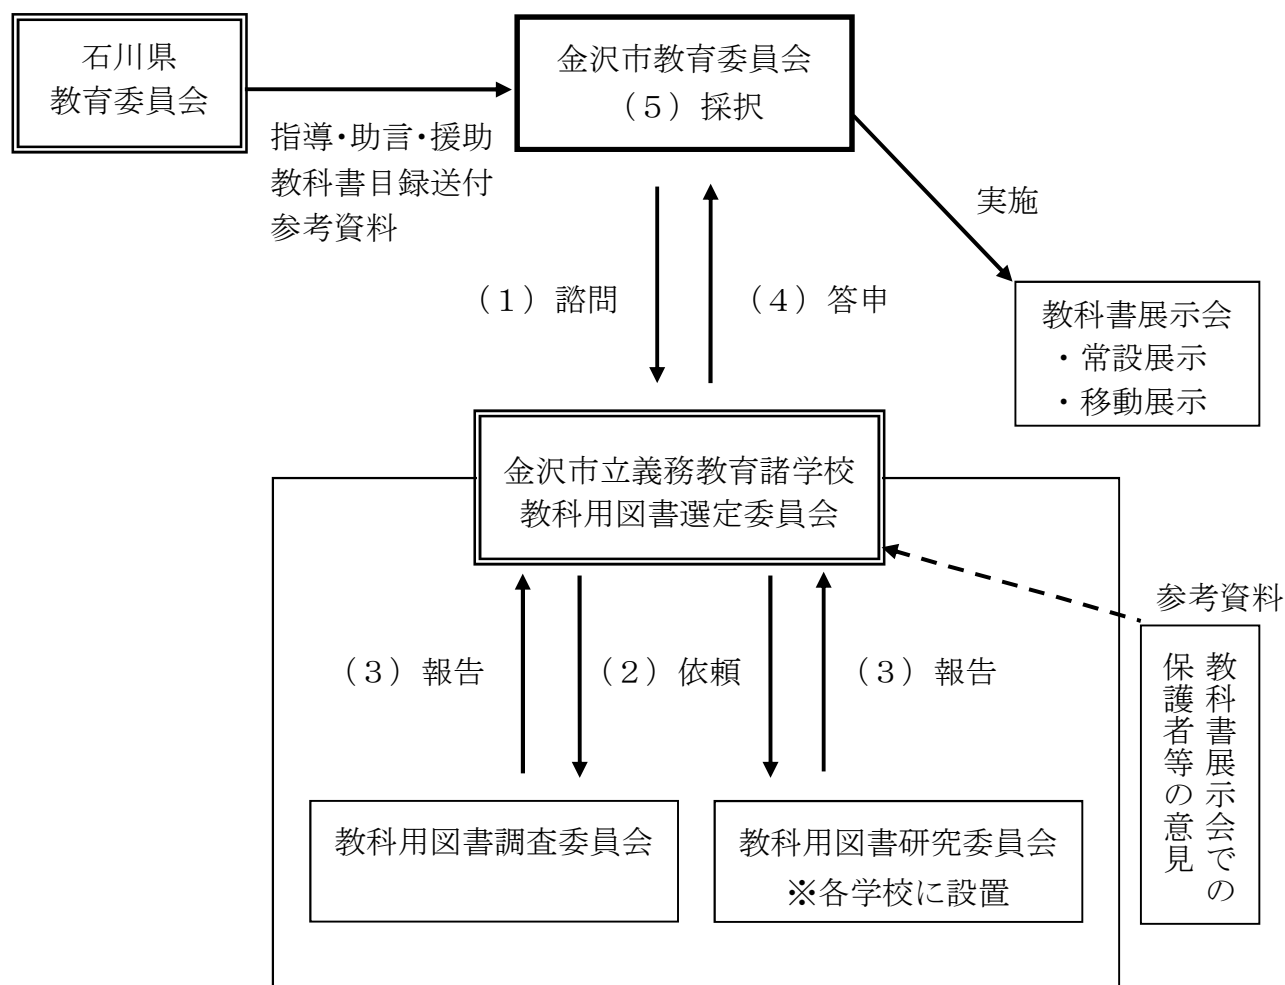 石川県
教育委員会
金沢市教育委員会
（５）採択
指導・助言・援助
教科書目録送付
参考資料
実施
（１）諮問
（４）答申
教科書展示会
・常設展示
・移動展示
金沢市立義務教育諸学校
教科用図書選定委員会
参考資料
（３）報告
（２）依頼
（３）報告
教科書展示会での
保護者等の意見
教科用図書調査委員会
教科用図書研究委員会
※各学校に設置